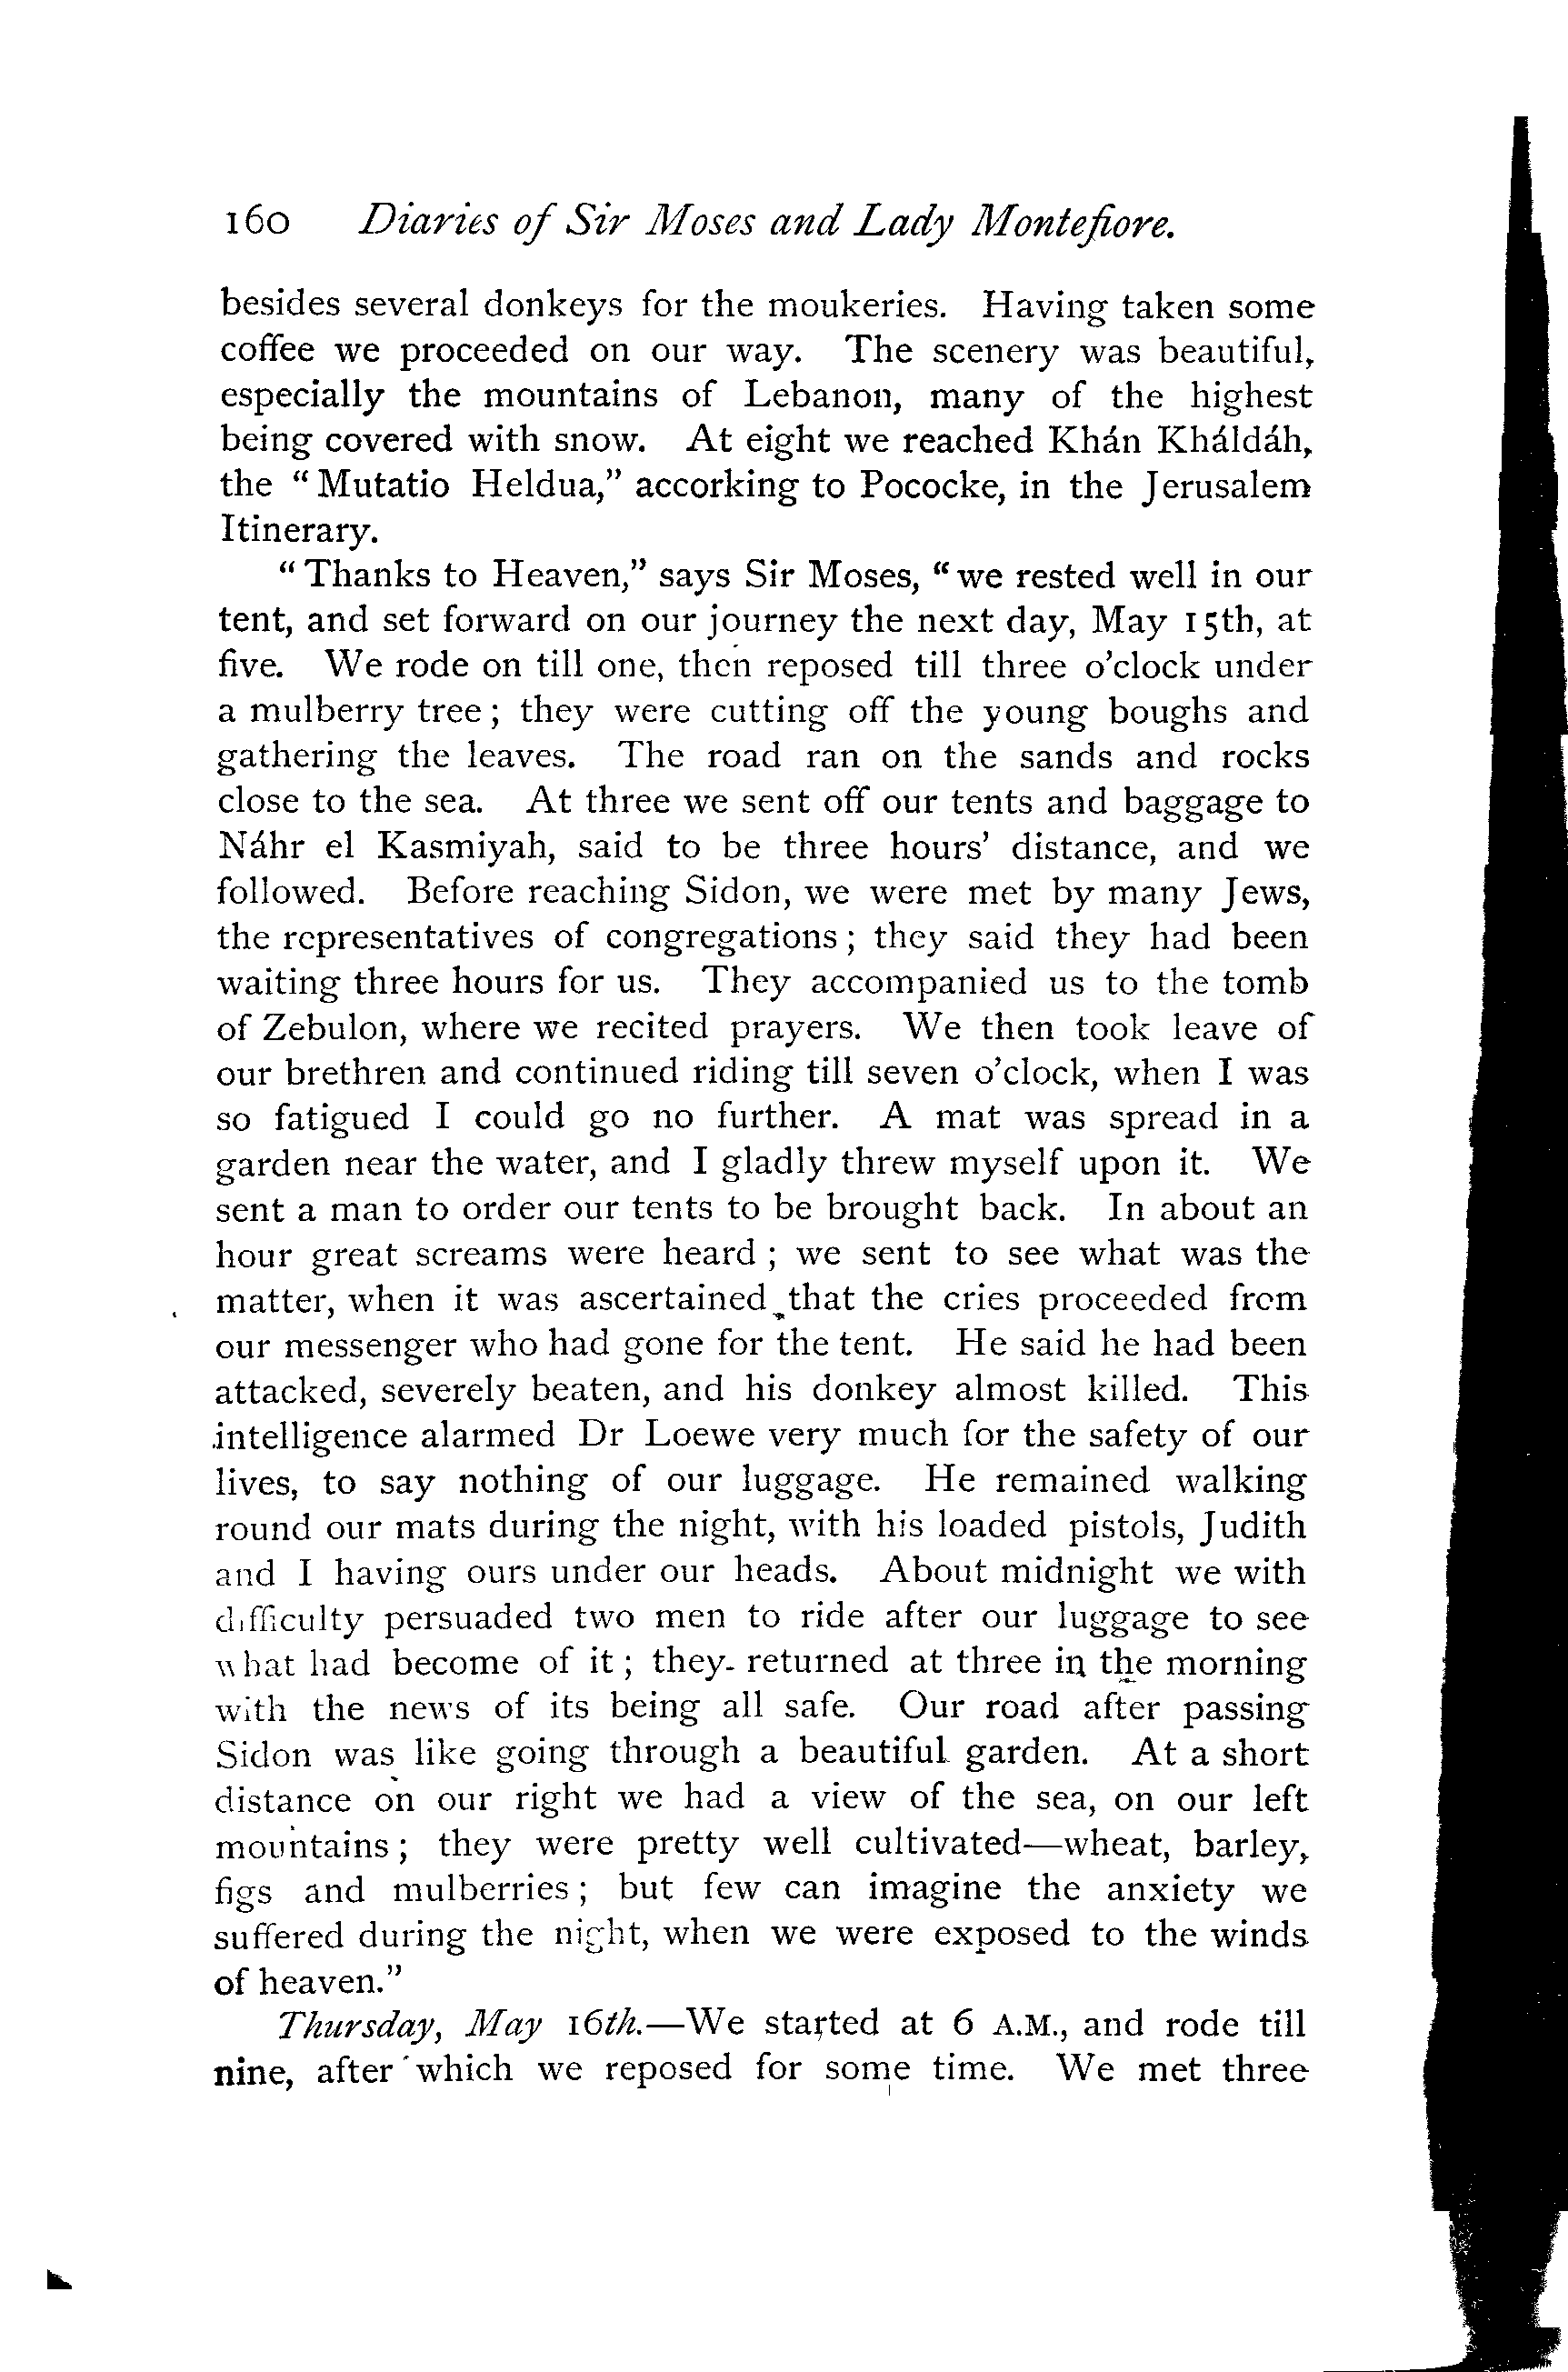 160 Diaries of Sir Moses and Lady Montefiore.
besides several donkeys for the moukeries. Having taken some
coffee we proceeded on our way. The scenery was beautiful,
especially the mountains of Lebanon, many of the highest
being covered with snow. At eight we reached Khán Kháldáh,
the "Mutatio Heldua," accorking to Pococke, in the Jerusalem
Itinerary.
"Thanks to Heaven," says Sir Moses, "we rested well in our
tent, and set forward on our journey the next day, May 15th, at
five. We rode on till one, then reposed till three o'clock under
a mulberry tree; they were cutting off the young boughs and
gathering the leaves. The road ran on the sands and rocks
close to the sea. At three we sent off our tents and baggage to
Náhr el Kasmiyah, said to be three hours' distance, and we
followed. Before reaching Sidon, we were met by many Jews,
the representatives of congregations; they said they had been
waiting three hours for us. They accompanied us to the tomb
of Zebulon, where we recited prayers. We then took leave of
our brethren and continued riding till seven o'clock, when I was
so fatigued I could go no further. A mat was spread in a
garden near the water, and I gladly threw myself upon it. We
sent a man to order our tents to be brought back. In about an
hour great screams were heard; we sent to see what was the
matter, when it was ascertained that the cries proceeded from
our messenger who had gone for the tent. He said he had been
attacked, severely beaten, and his donkey almost killed. This
intelligence alarmed Dr Loewe very much for the safety of our
lives, to say nothing of our luggage. He remained walking
round our mats during the night, with his loaded pistols, Judith
and I having ours under our heads. About midnight we with
difficulty persuaded two men to ride after our luggage to see
what had become of it; they returned at three in the morning
with the news of its being all safe. Our road after passing
Sidon was like going through a beautiful garden. At a short
distance on our right we had a view of the sea, on our left
mountains; they were pretty well cultivated—wheat, barley,
figs and mulberries; but few can imagine the anxiety we
suffered during the night, when we were exposed to the winds
of heaven."
Thursday, May 16th.—We started at 6 A.M., and rode till
nine, after which we reposed for some time. We met three